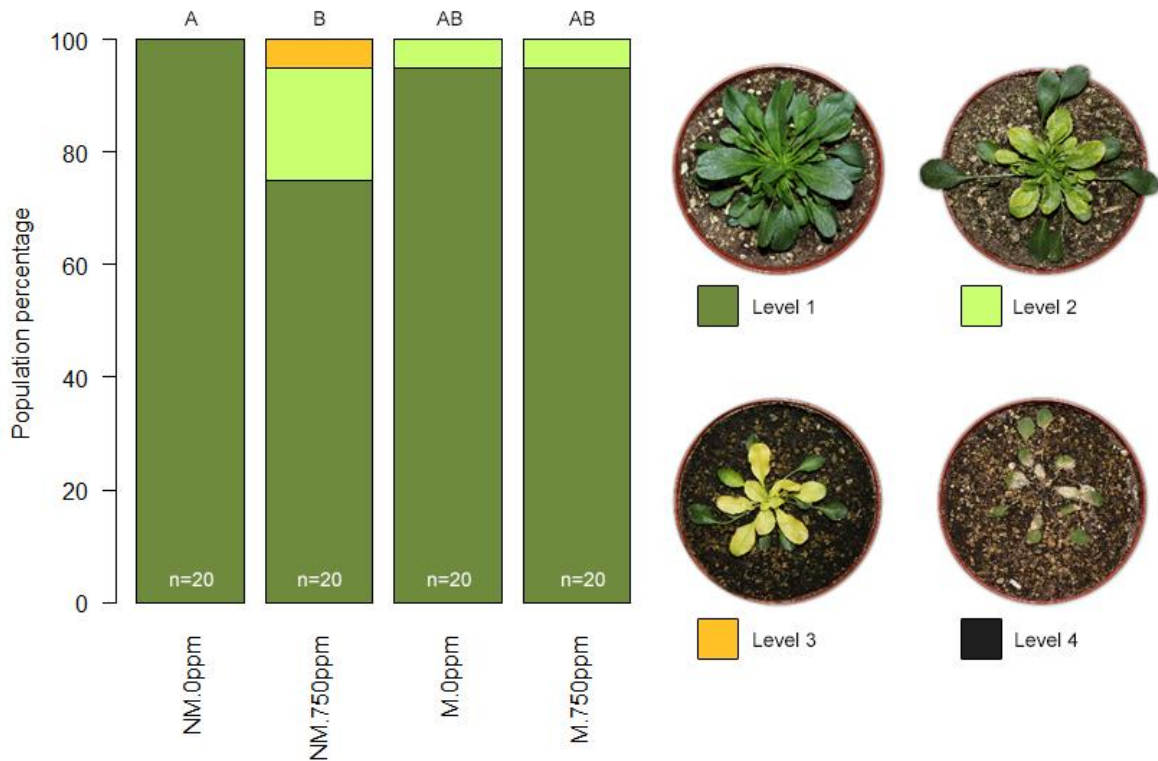 A
B
AB
AB
Population percentage
100
80
60
40
20
0
n=20
n=20
n=20
n=20
NM.0ppm
NM.750ppm
M.0ppm
M.750ppm
Level 1
Level 2
Level 3
Level 4